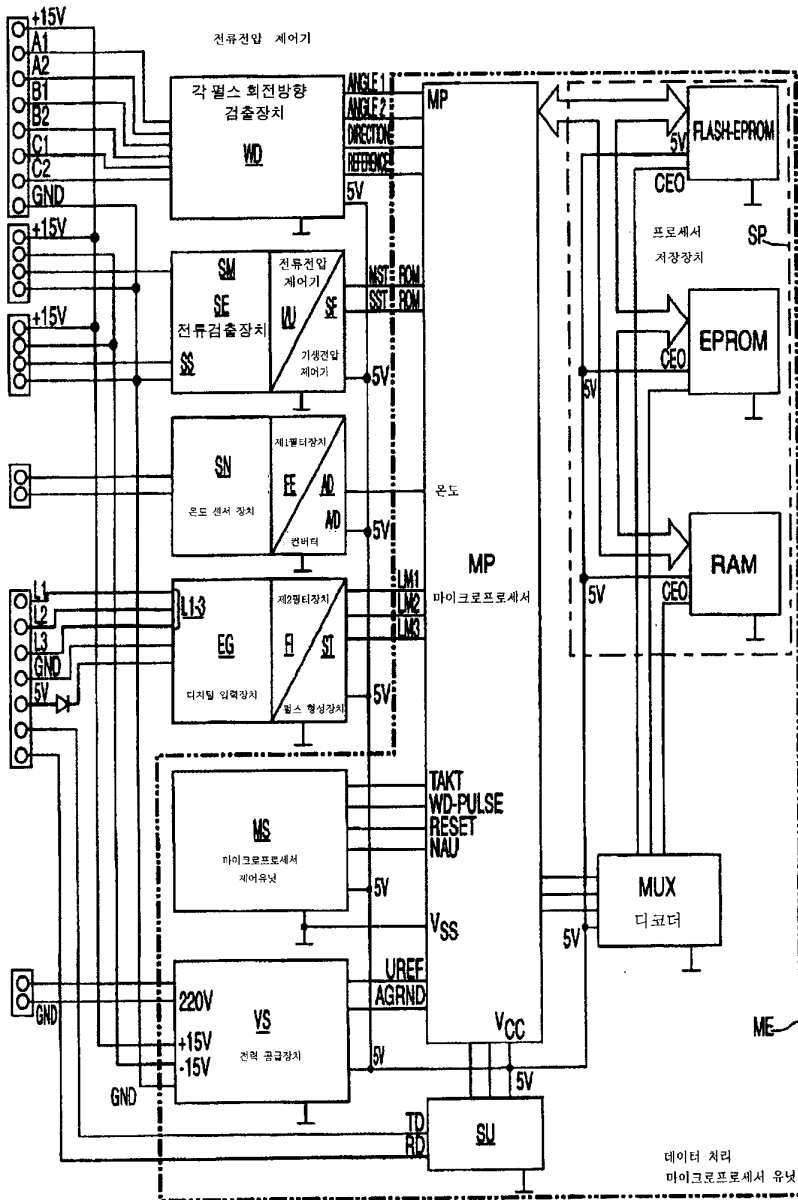 +15V
A1
A2
B1
B2
C1
C2
GND
+15V
+15V
L1
L2
L3
GND
5V
GND
전류전압 제어기
각 펄스 회전방향
검출장치
WD
ANGLE 1
ANGLE 2
DIRECTION
REFERENCE
5V
SM
SE
전류검출장치
SS
전류전압
제어기
I/U
SF
기생전압
제어기
MST ROM
SST ROM
5V
SN
온도 센서 장치
제1필터장치
FE
AD
A/D
컨버터
5V
온도
L1-3
EG
디지탈 입력장치
제2필터장치
FI
ST
펄스 형성장치
LM1
LM2
LM3
5V
MS
마이크로프로세서
제어유닛
TAKT
WD-PULSE
RESET
NAU
5V
VSS
220V
+15V
-15V
GND
VS
전력 공급장치
UREF
AGRND
5V
MP
MP
마이크로프로세서
VCC
5V
TD
RD
SU
FLASH-EPROM
5V
CEO
프로세서
저장장치
SP
EPROM
CEO
5V
RAM
CEO
5V
MUX
디코더
5V
ME
데이터 처리
마이크로프로세서 유닛